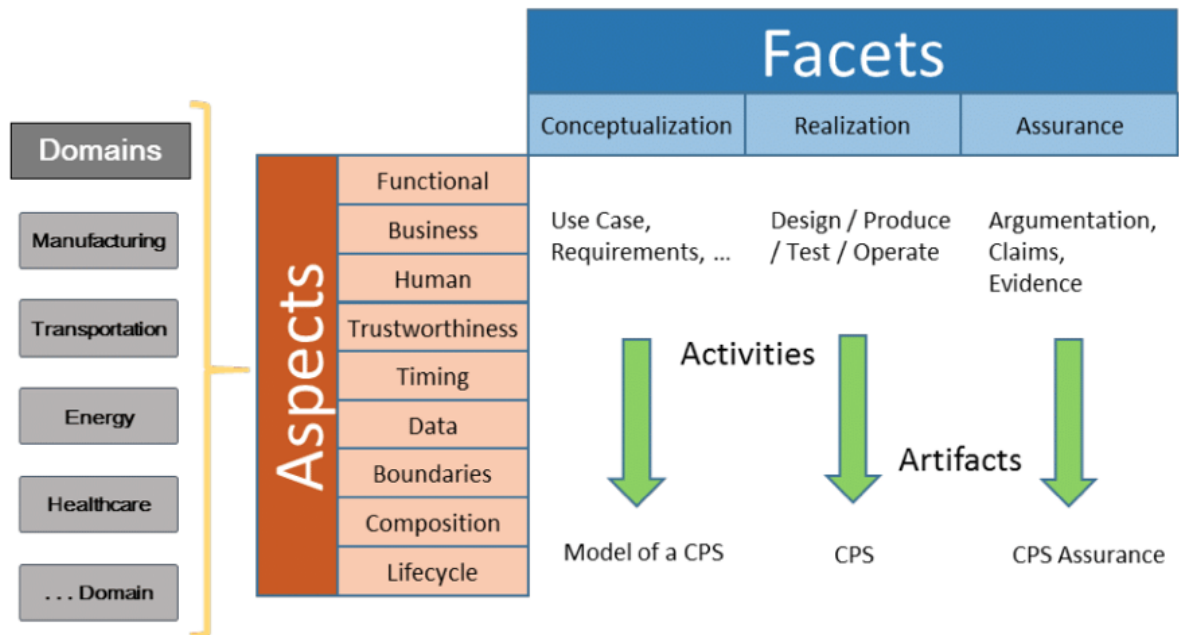 Facets
Conceptualization
Realization
Assurance
Domains
Manufacturing
Transportation
Energy
Healthcare
. . . Domain
Aspects
Functional
Business
Human
Trustworthiness
Timing
Data
Boundaries
Composition
Lifecycle
Use Case,
Requirements, ...
Design / Produce
/ Test / Operate
Argumentation,
Claims,
Evidence
Activities
Artifacts
Model of a CPS
CPS
CPS Assurance